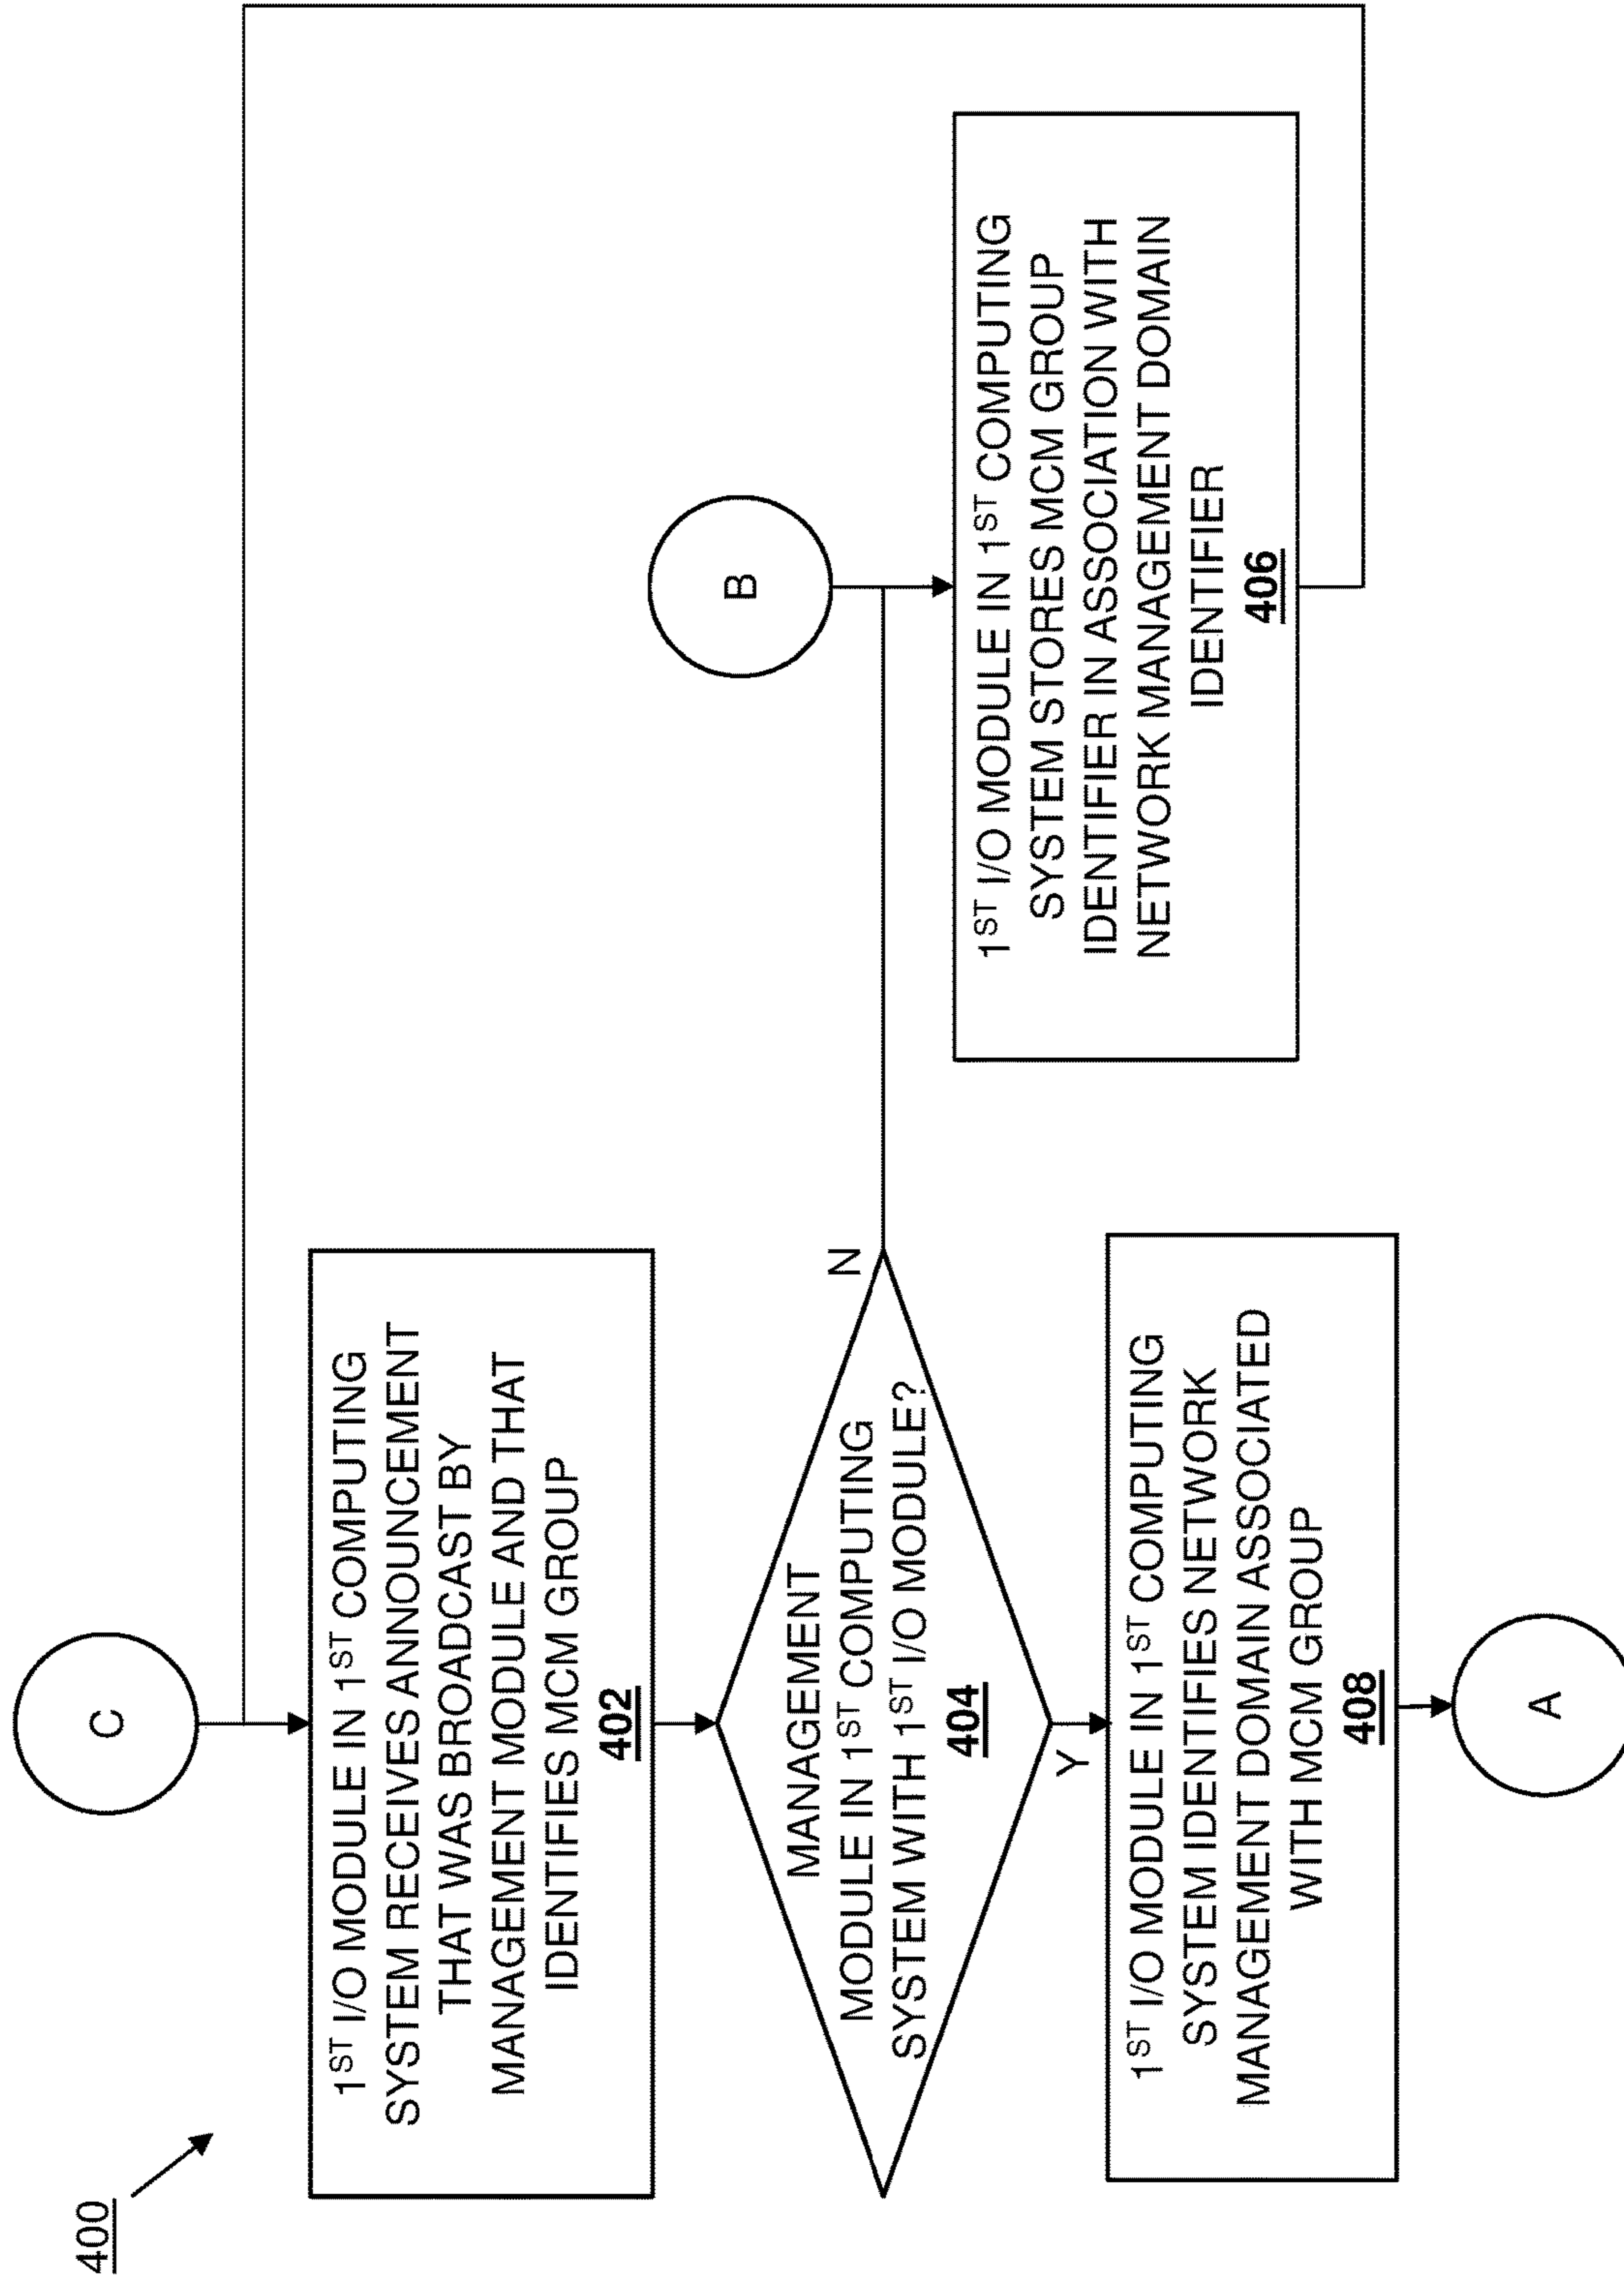 400
C
1ST I/O MODULE IN 1ST COMPUTING
SYSTEM RECEIVES ANNOUNCEMENT
THAT WAS BROADCAST BY
MANAGEMENT MODULE AND THAT
IDENTIFIES MCM GROUP
402
MANAGEMENT
MODULE IN 1ST COMPUTING
SYSTEM WITH 1ST I/O MODULE?
404
N
Y
B
1ST I/O MODULE IN 1ST COMPUTING
SYSTEM STORES MCM GROUP
IDENTIFIER IN ASSOCIATION WITH
NETWORK MANAGEMENT DOMAIN
IDENTIFIER
406
1ST I/O MODULE IN 1ST COMPUTING
SYSTEM IDENTIFIES NETWORK
MANAGEMENT DOMAIN ASSOCIATED
WITH MCM GROUP
408
A